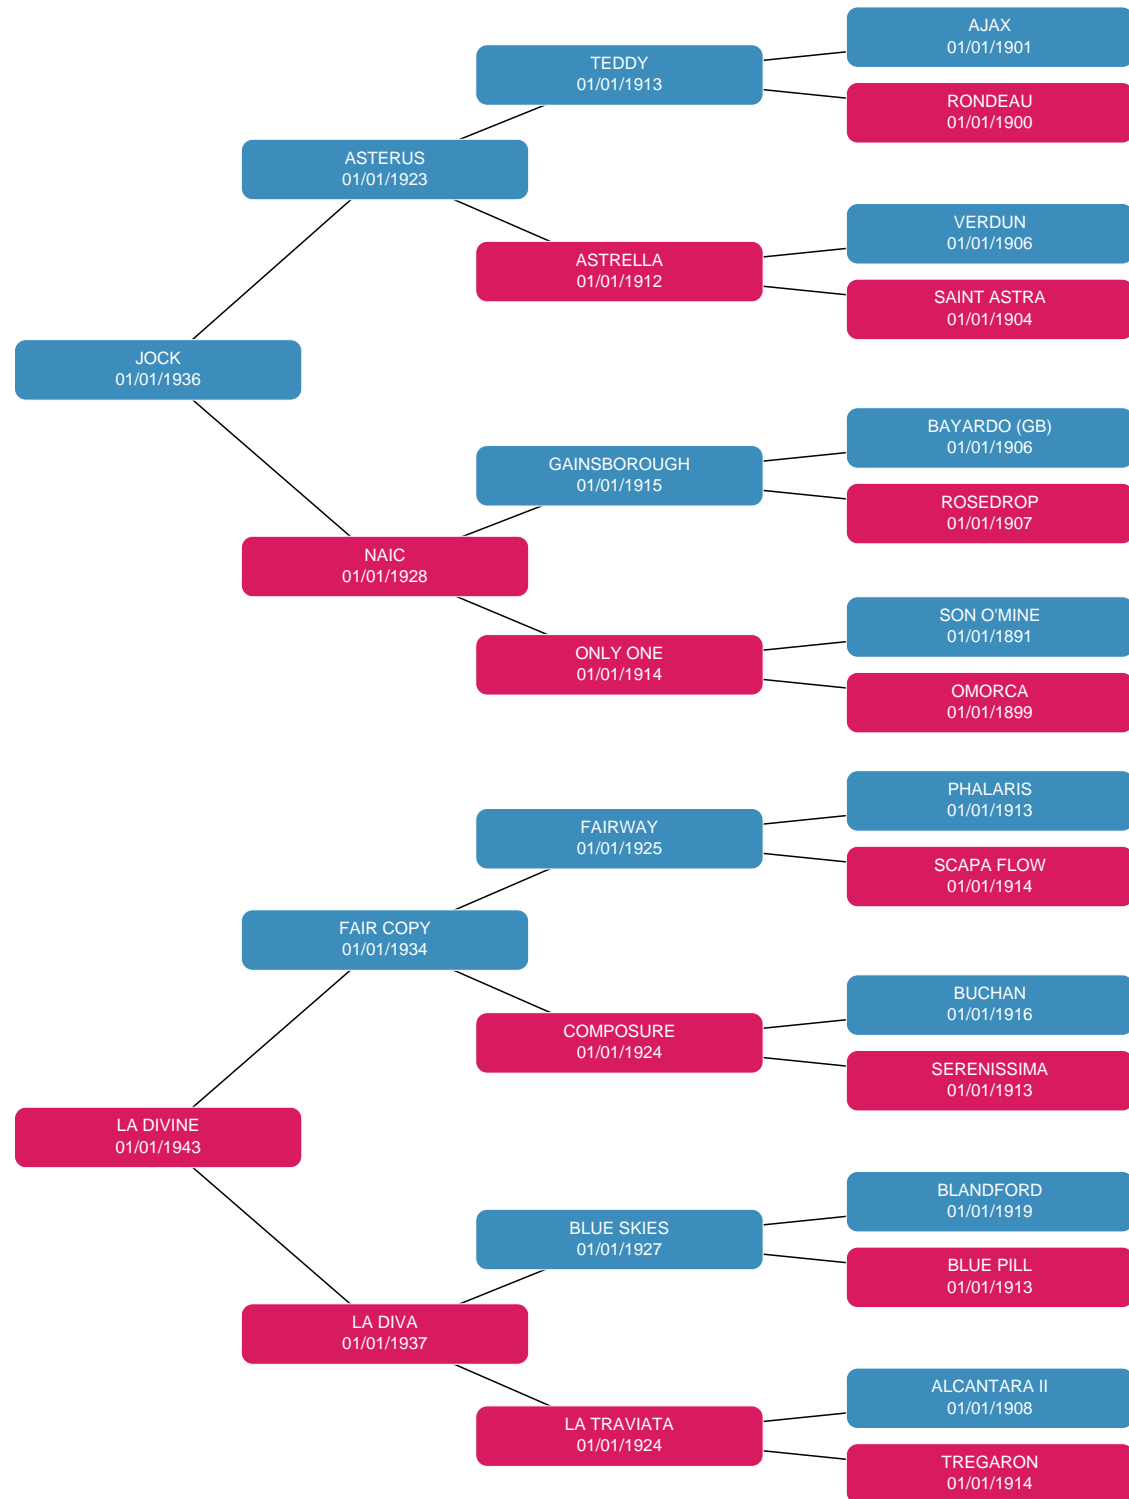 AJAX
01/01/1901
TEDDY
01/01/1913
RONDEAU
01/01/1900
ASTERUS
01/01/1923
VERDUN
01/01/1906
ASTRELLA
01/01/1912
SAINT ASTRA
01/01/1904
JOCK
01/01/1936
BAYARDO (GB)
01/01/1906
GAINSBOROUGH
01/01/1915
ROSEDROP
01/01/1907
NAIC
01/01/1928
SON O'MINE
01/01/1891
ONLY ONE
01/01/1914
OMORCA
01/01/1899
PHALARIS
01/01/1913
FAIRWAY
01/01/1925
SCAPA FLOW
01/01/1914
FAIR COPY
01/01/1934
BUCHAN
01/01/1916
COMPOSURE
01/01/1924
SERENISSIMA
01/01/1913
LA DIVINE
01/01/1943
BLANDFORD
01/01/1919
BLUE SKIES
01/01/1927
BLUE PILL
01/01/1913
LA DIVA
01/01/1937
ALCANTARA II
01/01/1908
LA TRAVIATA
01/01/1924
TREGARON
01/01/1914